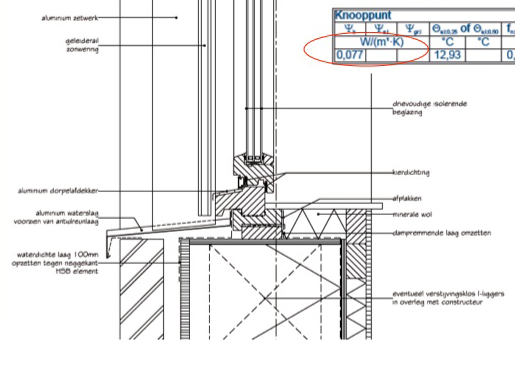 aluminium zetwerk
geleiderail
zonwering
aluminium dorpelafdekker
aluminium waterslag
voorzien van antidreunlaag
waterdichte laag 100mm
opzetten tegen neggekant
HSB element
Knooppunt
W/(m¹·K)
°C °C
0,077 12,93
drievoudige isolerende
beglazing
kierdichting
afplakken
minerale wol
dampremmende laag omzetten
eventueel verstijvingsklos I-liggers
in overleg met constructeur